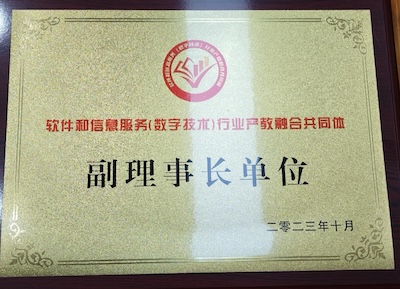 软件和信息服务(数字技术)行业产教融合共同体
副理事长单位
二零二三年十月